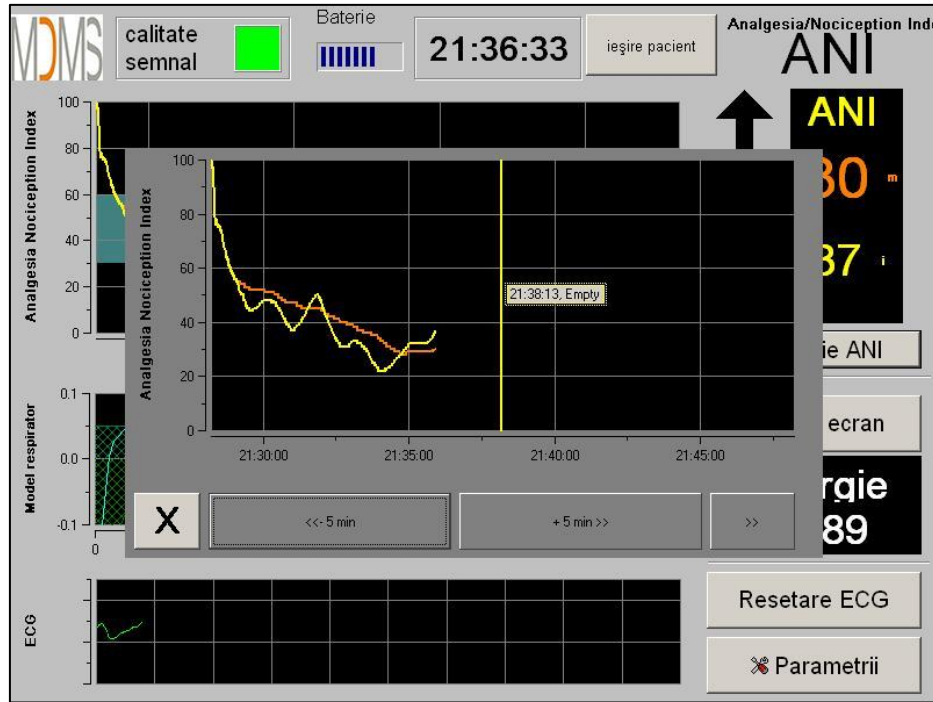 MDMS
calitate
semnal
Baterie
21:36:33
ieşire pacient
Analgesia/Nociception Ind
ANI
Analgesia Nociception Index
100
80
60
40
20
0
ANI
30 m
37 i
Analgesia Nociception Index
100
80
60
40
20
0
21:38:13, Empty
21:30:00
21:35:00
21:40:00
21:45:00
X
<<- 5 min
+ 5 min >>
>>
ie ANI
ecran
rgie
89
Model respirator
0.1
0.0
-0.1
0
ECG
Resetare ECG
Parametrii